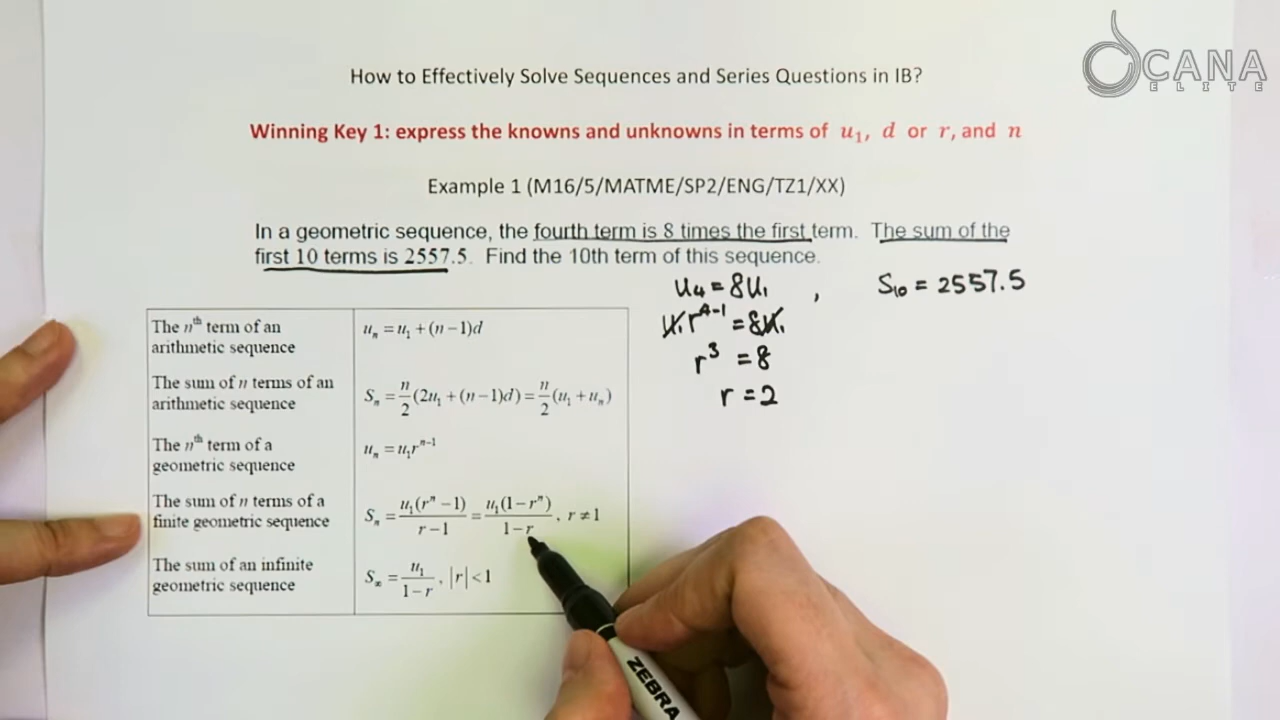 OCANA
ELITE
How to Effectively Solve Sequences and Series Questions in IB?
Winning Key 1: express the knowns and unknowns in terms of u₁, d or r, and n
Example 1 (M16/5/MATME/SP2/ENG/TZ1/XX)
In a geometric sequence, the fourth term is 8 times the first term. The sum of the
first 10 terms is 2557.5. Find the 10th term of this sequence.
u₄ = 8u₁ , S₁₀ = 2557.5
u₁r⁴⁻¹ = 8u₁
r³ = 8
r = 2
The nᵗʰ term of an
arithmetic sequence
uₙ = u₁ + (n−1)d
The sum of n terms of an
arithmetic sequence
Sₙ = n/2 (2u₁ + (n−1)d) = n/2 (u₁ + uₙ)
The nᵗʰ term of a
geometric sequence
uₙ = u₁rⁿ⁻¹
The sum of n terms of a
finite geometric sequence
Sₙ = u₁(rⁿ −1)/r−1 = u₁(1−rⁿ)/1−r , r ≠ 1
The sum of an infinite
geometric sequence
S∞ = u₁/1−r , |r| < 1
ZEBRA